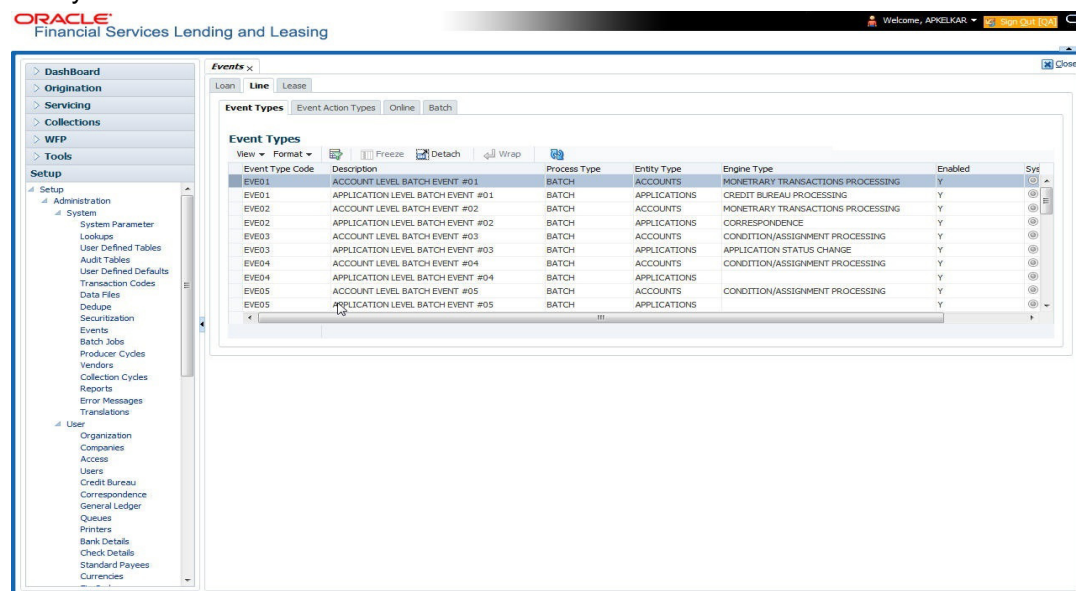 ORACLE
Financial Services Lending and Leasing
Welcome, APKELKAR
Sign Out [QA]
DashBoard
Origination
Servicing
Collections
WFP
Tools
Setup
Setup
Administration
System
System Parameter
Lookups
User Defined Tables
Audit Tables
User Defined Defaults
Transaction Codes
Data Files
Dedupe
Securitization
Events
Batch Jobs
Producer Cycles
Vendors
Collection Cycles
Reports
Error Messages
Translations
User
Organization
Companies
Access
Users
Credit Bureau
Correspondence
General Ledger
Queues
Printers
Bank Details
Check Details
Standard Payees
Currencies
Events
Close
Loan Line Lease
Event Types Event Action Types Online Batch
Event Types
View Format Freeze Detach Wrap
Event Type Code Description Process Type Entity Type Engine Type Enabled Sys
EVE01 ACCOUNT LEVEL BATCH EVENT #01 BATCH ACCOUNTS MONETRARY TRANSACTIONS PROCESSING Y
EVE01 APPLICATION LEVEL BATCH EVENT #01 BATCH APPLICATIONS CREDIT BUREAU PROCESSING Y
EVE02 ACCOUNT LEVEL BATCH EVENT #02 BATCH ACCOUNTS MONETRARY TRANSACTIONS PROCESSING Y
EVE02 APPLICATION LEVEL BATCH EVENT #02 BATCH APPLICATIONS CORRESPONDENCE Y
EVE03 ACCOUNT LEVEL BATCH EVENT #03 BATCH ACCOUNTS CONDITION/ASSIGNMENT PROCESSING Y
EVE03 APPLICATION LEVEL BATCH EVENT #03 BATCH APPLICATIONS APPLICATION STATUS CHANGE Y
EVE04 ACCOUNT LEVEL BATCH EVENT #04 BATCH ACCOUNTS CONDITION/ASSIGNMENT PROCESSING Y
EVE04 APPLICATION LEVEL BATCH EVENT #04 BATCH APPLICATIONS Y
EVE05 ACCOUNT LEVEL BATCH EVENT #05 BATCH ACCOUNTS CONDITION/ASSIGNMENT PROCESSING Y
EVE05 APPLICATION LEVEL BATCH EVENT #05 BATCH APPLICATIONS Y